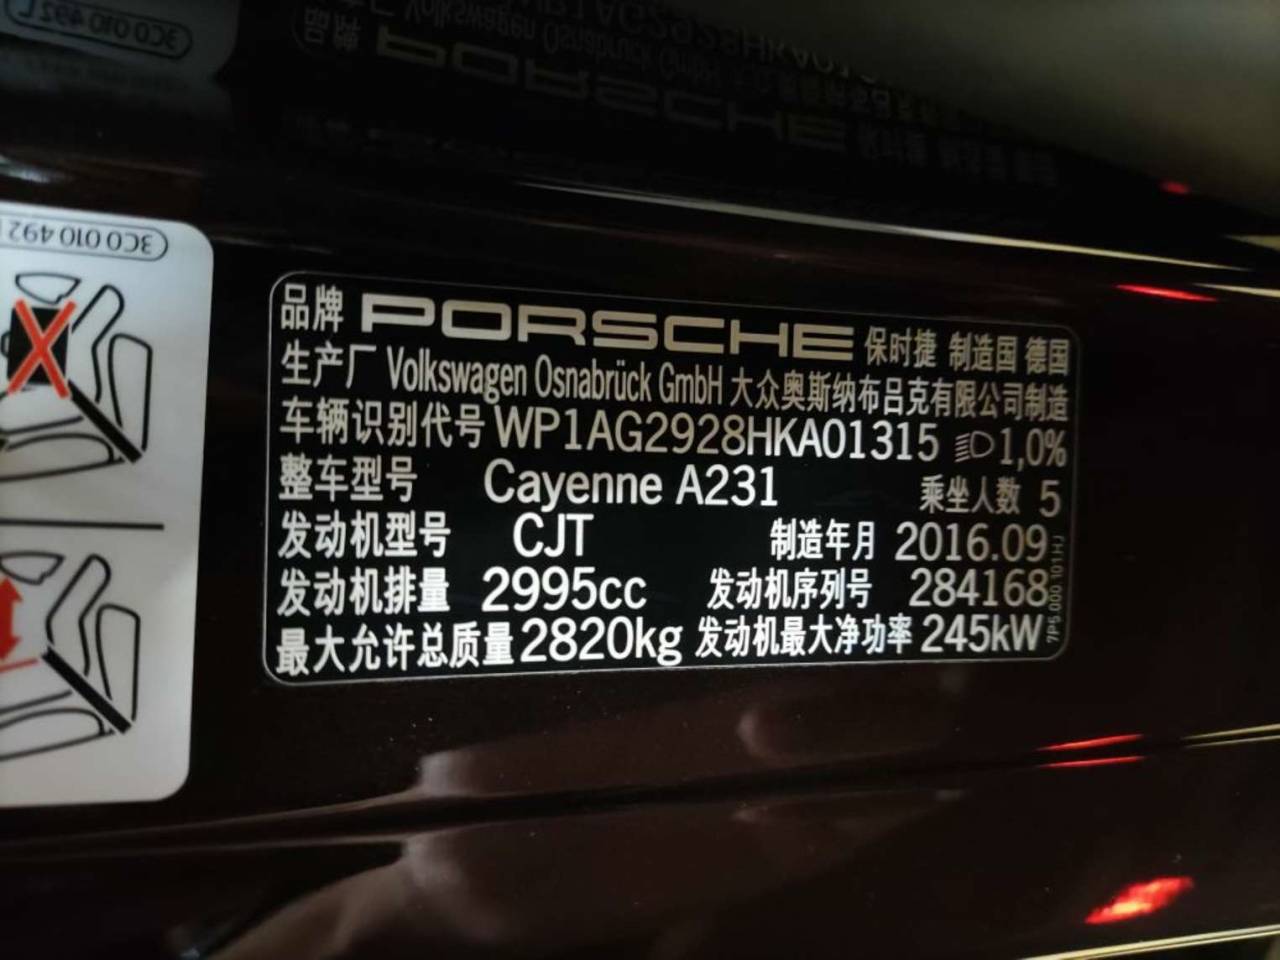 3C0 010 492
品牌 PORSCHE 保时捷 制造国 德国
生产厂 Volkswagen Osnabrück GmbH 大众奥斯纳布吕克有限公司制造
车辆识别代号 WP1AG2928HKA01315 1,0%
整车型号 Cayenne A231 乘坐人数 5
发动机型号 CJT 制造年月 2016.09
发动机排量 2995cc 发动机序列号 284168
最大允许总质量 2820kg 发动机最大净功率 245kW